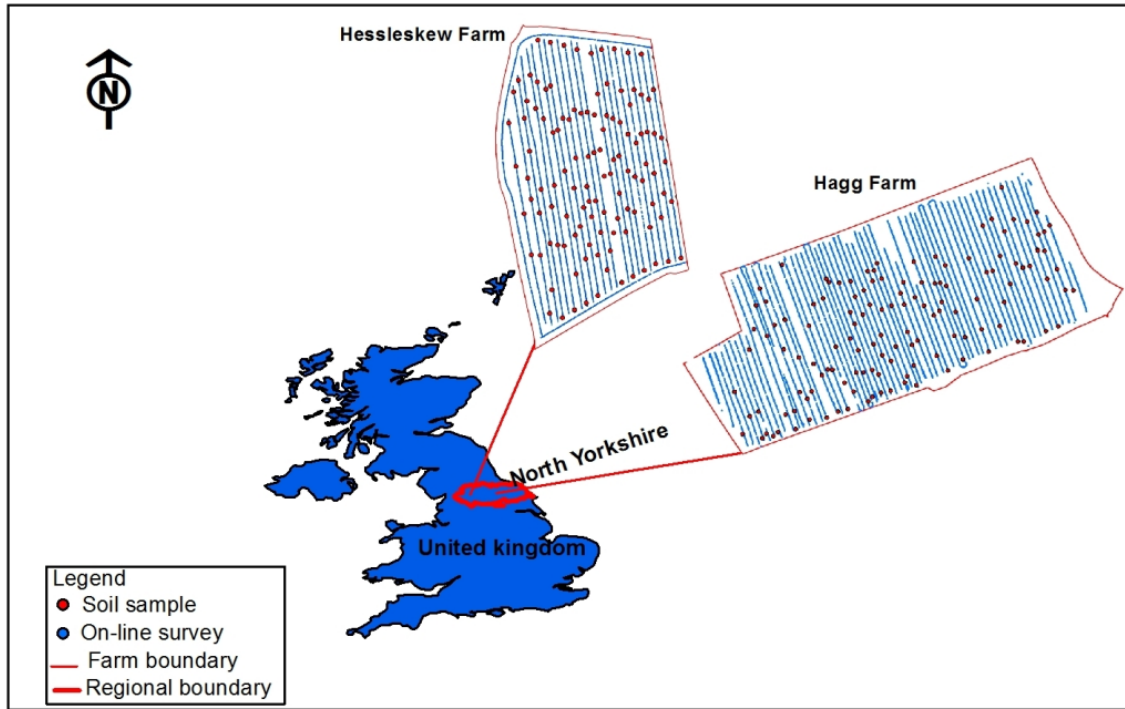 Hessleskew Farm
N
Hagg Farm
North Yorkshire
United kingdom
Legend
Soil sample
On-line survey
Farm boundary
Regional boundary